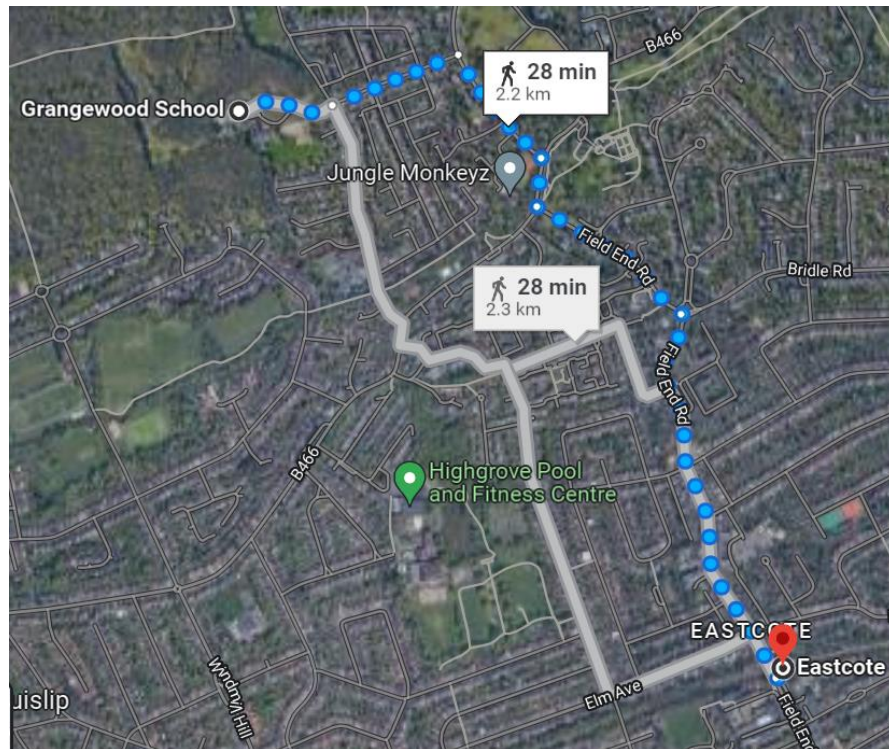 B466
28 min
2.2 km
Grangewood School
Jungle Monkeyz
Field End Rd
Bridle Rd
28 min
2.3 km
Field End Rd
B466
Highgrove Pool
and Fitness Centre
EASTCOTE
Eastcote
Elm Ave
Windmill Hill
uislip
Field En